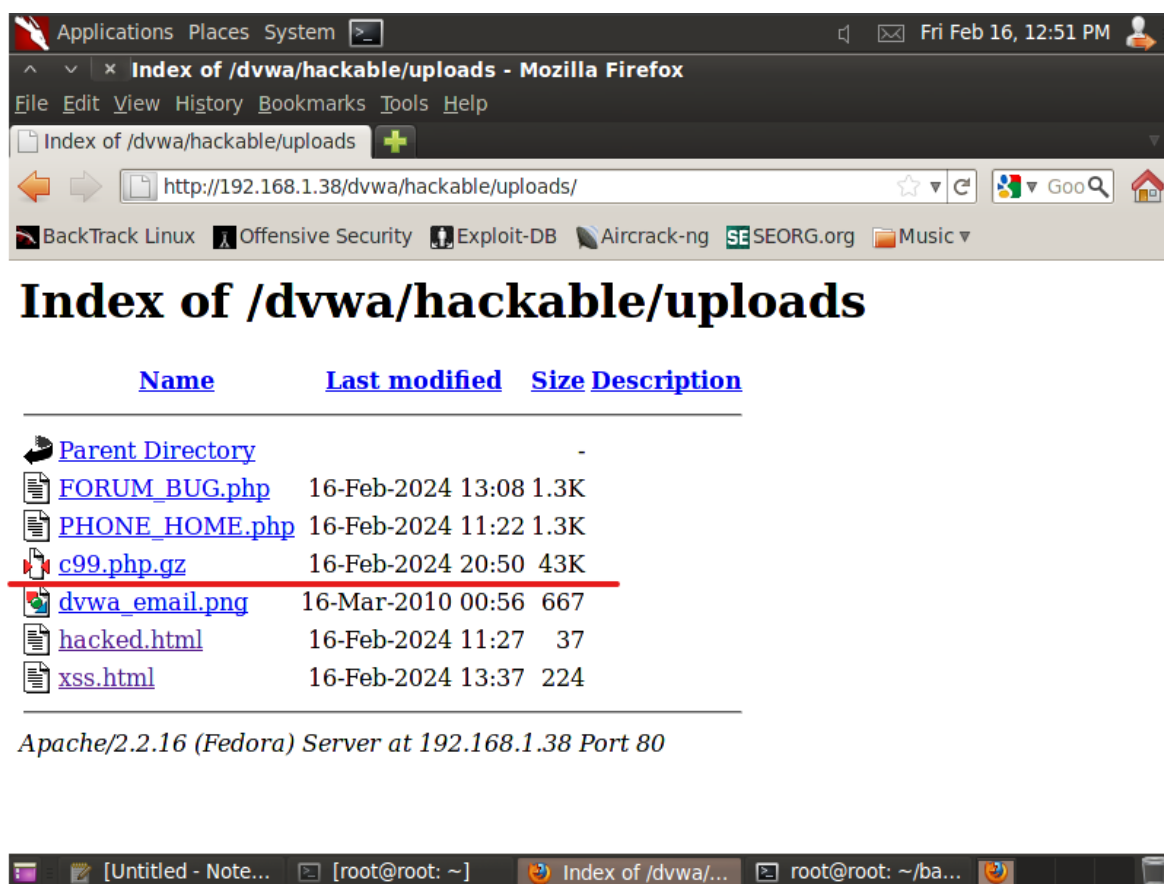 Applications Places System Fri Feb 16, 12:51 PM
Index of /dvwa/hackable/uploads - Mozilla Firefox
File Edit View History Bookmarks Tools Help
Index of /dvwa/hackable/uploads
http://192.168.1.38/dvwa/hackable/uploads/ Goo
BackTrack Linux Offensive Security Exploit-DB Aircrack-ng SE SEORG.org Music
Index of /dvwa/hackable/uploads
Name Last modified Size Description
Parent Directory -
FORUM_BUG.php 16-Feb-2024 13:08 1.3K
PHONE_HOME.php 16-Feb-2024 11:22 1.3K
c99.php.gz 16-Feb-2024 20:50 43K
dvwa_email.png 16-Mar-2010 00:56 667
hacked.html 16-Feb-2024 11:27 37
xss.html 16-Feb-2024 13:37 224
Apache/2.2.16 (Fedora) Server at 192.168.1.38 Port 80
[Untitled - Note... [root@root: ~] Index of /dvwa/... root@root: ~/ba...